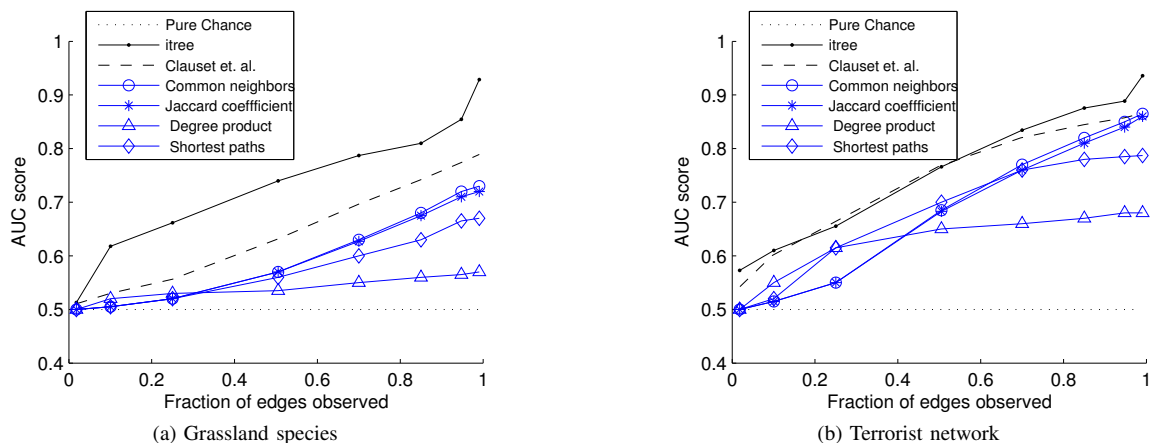 Pure Chance
itree
Clauset et. al.
Common neighbors
Jaccard coeffficient
Degree product
Shortest paths
1
0.9
0.8
0.7
0.6
0.5
0.4
AUC score
0
0.2
0.4
0.6
0.8
1
Fraction of edges observed
(a) Grassland species
Pure Chance
itree
Clauset et. al.
Common neighbors
Jaccard coeffficient
Degree product
Shortest paths
1
0.9
0.8
0.7
0.6
0.5
0.4
AUC score
0
0.2
0.4
0.6
0.8
1
Fraction of edges observed
(b) Terrorist network